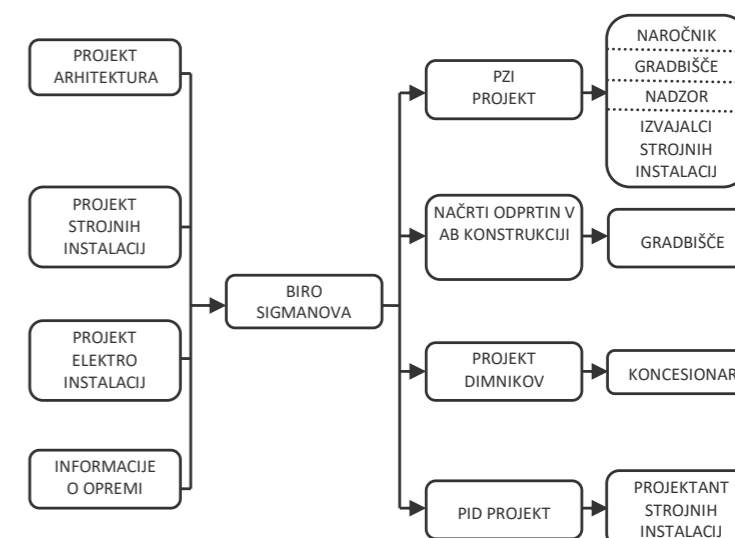 PROJEKT
ARHITEKTURA
PROJEKT
STROJNIH
INSTALACIJ
PROJEKT
ELEKTRO
INSTALACIJ
INFORMACIJE
O OPREMI
BIRO
SIGMANOVA
PZI
PROJEKT
NAČRTI ODPRTIN V
AB KONSTRUKCIJI
PROJEKT
DIMNIKOV
PID PROJEKT
NAROČNIK
GRADBIŠČE
NADZOR
IZVAJALCI
STROJNIH
INSTALACIJ
GRADBIŠČE
KONCESIONAR
PROJEKTANT
STROJNIH
INSTALACIJ